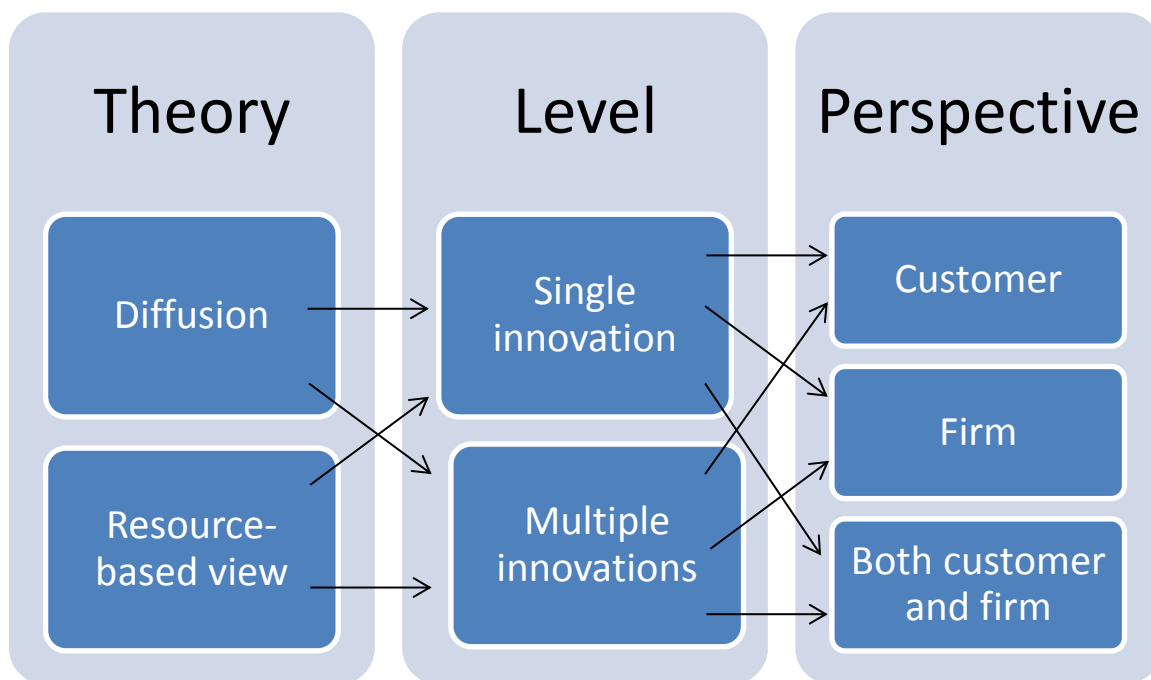 Theory
Diffusion
Resource-
based view
Level
Single
innovation
Multiple
innovations
Perspective
Customer
Firm
Both customer
and firm